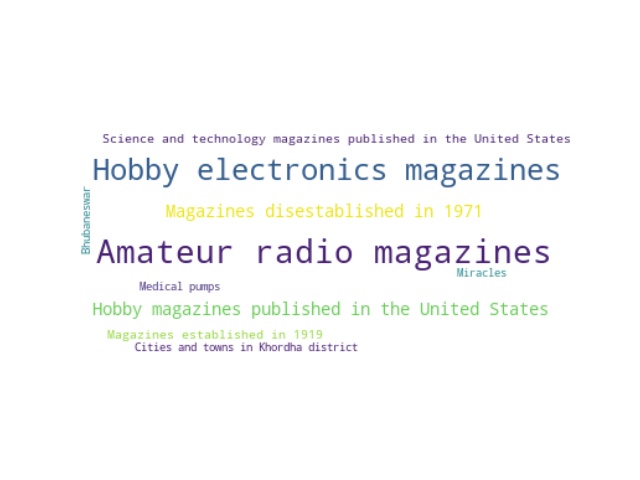 Science and technology magazines published in the United States
Hobby electronics magazines
Bhubaneswar
Magazines disestablished in 1971
Amateur radio magazines
Miracles
Medical pumps
Hobby magazines published in the United States
Magazines established in 1919
Cities and towns in Khordha district